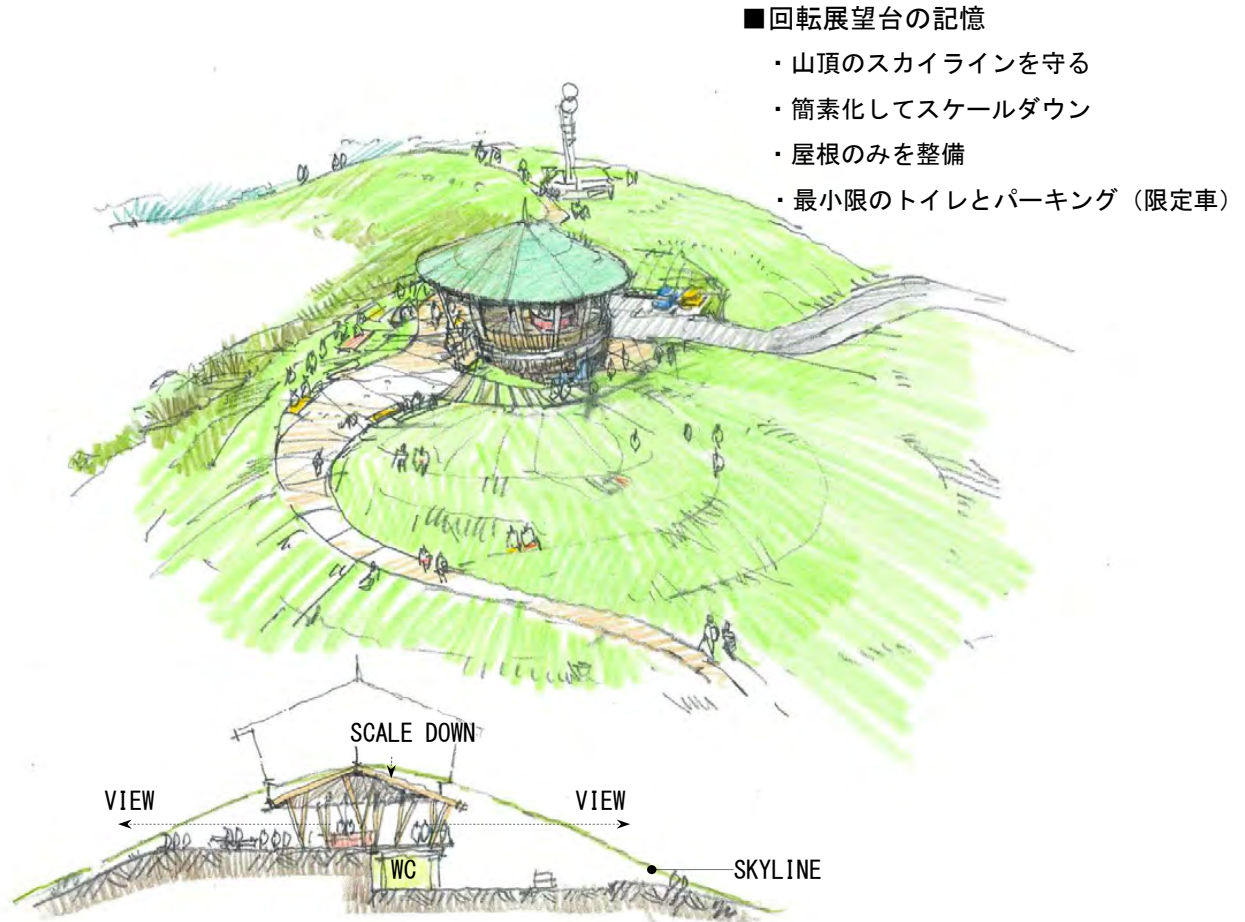 ■回転展望台の記憶
・山頂のスカイラインを守る
・簡素化してスケールダウン
・屋根のみを整備
・最小限のトイレとパーキング（限定車）
SCALE DOWN
VIEW
VIEW
WC
SKYLINE